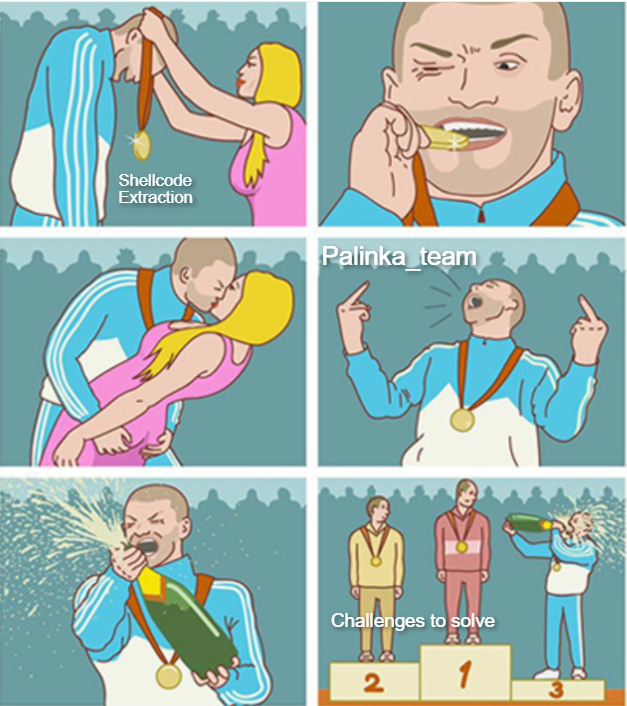 Shellcode
Extraction
Palinka_team
Challenges to solve
2
1
3